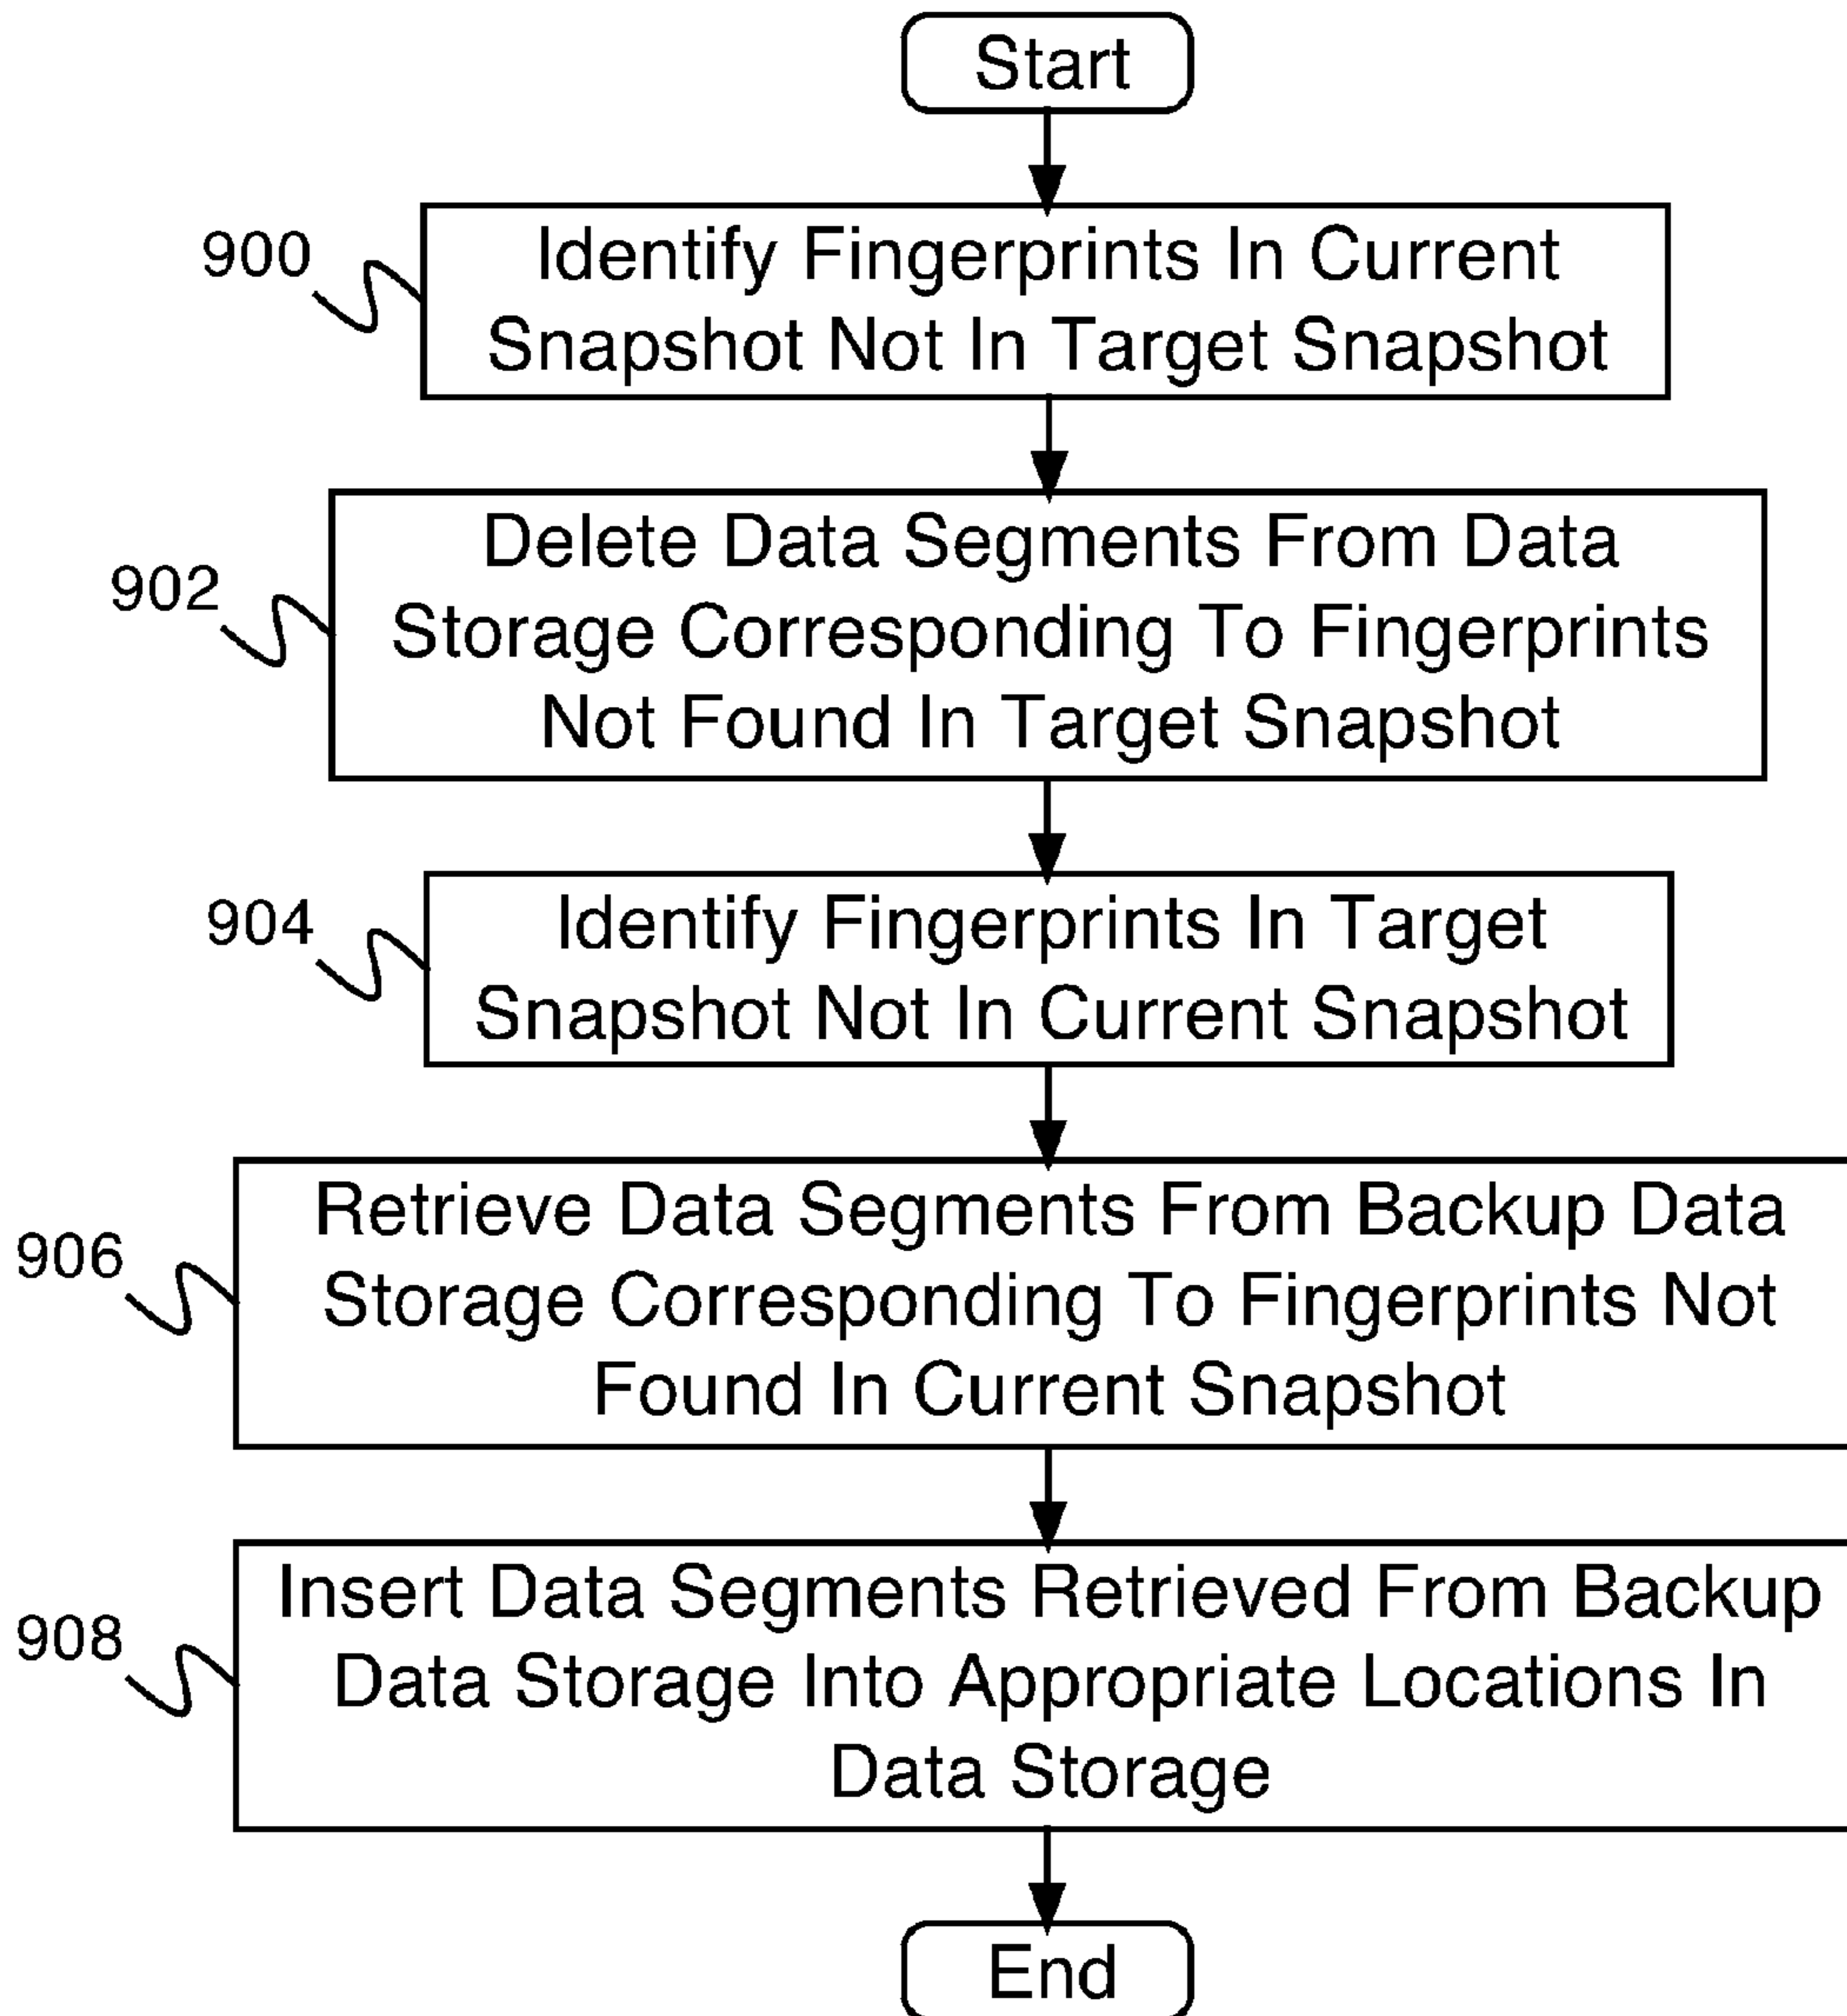 Start
900
Identify Fingerprints In Current
Snapshot Not In Target Snapshot
902
Delete Data Segments From Data
Storage Corresponding To Fingerprints
Not Found In Target Snapshot
904
Identify Fingerprints In Target
Snapshot Not In Current Snapshot
906
Retrieve Data Segments From Backup Data
Storage Corresponding To Fingerprints Not
Found In Current Snapshot
908
Insert Data Segments Retrieved From Backup
Data Storage Into Appropriate Locations In
Data Storage
End